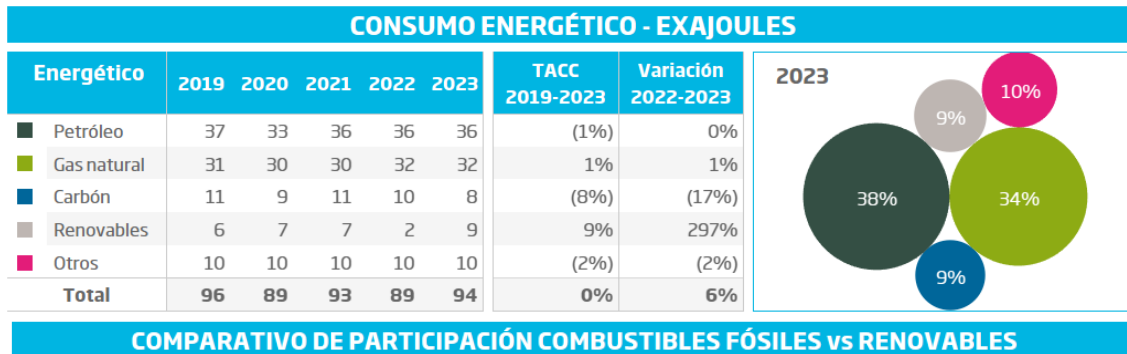 CONSUMO ENERGÉTICO - EXAJOULES
Energético 2019 2020 2021 2022 2023 TACC 2019-2023 Variación 2022-2023
Petróleo 37 33 36 36 36 (1%) 0%
Gas natural 31 30 30 32 32 1% 1%
Carbón 11 9 11 10 8 (8%) (17%)
Renovables 6 7 7 2 9 9% 297%
Otros 10 10 10 10 10 (2%) (2%)
Total 96 89 93 89 94 0% 6%
2023
10%
9%
38%
34%
9%
COMPARATIVO DE PARTICIPACIÓN COMBUSTIBLES FÓSILES vs RENOVABLES